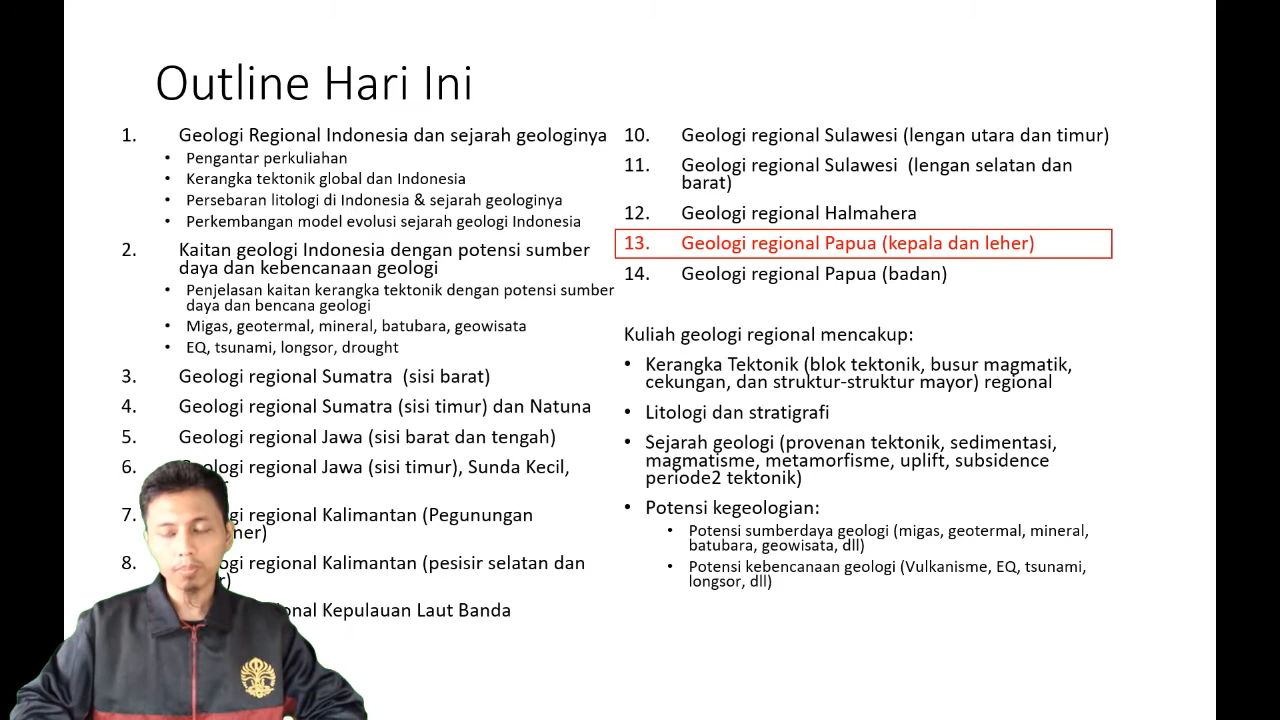 Outline Hari Ini
1. Geologi Regional Indonesia dan sejarah geologinya
• Pengantar perkuliahan
• Kerangka tektonik global dan Indonesia
• Persebaran litologi di Indonesia & sejarah geologinya
• Perkembangan model evolusi sejarah geologi Indonesia
2. Kaitan geologi Indonesia dengan potensi sumber
daya dan kebencanaan geologi
• Penjelasan kaitan kerangka tektonik dengan potensi sumber
daya dan bencana geologi
• Migas, geotermal, mineral, batubara, geowisata
• EQ, tsunami, longsor, drought
3. Geologi regional Sumatra (sisi barat)
4. Geologi regional Sumatra (sisi timur) dan Natuna
5. Geologi regional Jawa (sisi barat dan tengah)
6. Geologi regional Jawa (sisi timur), Sunda Kecil,
7. regional Kalimantan (Pegunungan
8. regional Kalimantan (pesisir selatan dan
Kepulauan Laut Banda
10. Geologi regional Sulawesi (lengan utara dan timur)
11. Geologi regional Sulawesi (lengan selatan dan
barat)
12. Geologi regional Halmahera
13. Geologi regional Papua (kepala dan leher)
14. Geologi regional Papua (badan)
Kuliah geologi regional mencakup:
• Kerangka Tektonik (blok tektonik, busur magmatik,
cekungan, dan struktur-struktur mayor) regional
• Litologi dan stratigrafi
• Sejarah geologi (provenan tektonik, sedimentasi,
magmatisme, metamorfisme, uplift, subsidence
periode2 tektonik)
• Potensi kegeologian:
• Potensi sumberdaya geologi (migas, geotermal, mineral,
batubara, geowisata, dll)
• Potensi kebencanaan geologi (Vulkanisme, EQ, tsunami,
longsor, dll)